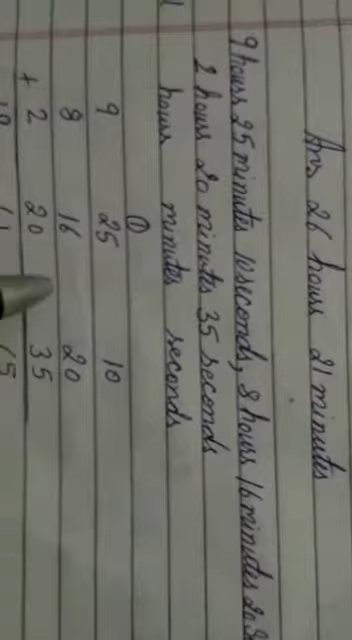 Ans 26 hours 21 minutes
9 hours 25 minutes 10 seconds, 8 hours 16 minutes 20 s
2 hours 20 minutes 35 seconds
hours minutes seconds
①
9 25 10
8 16 20
+ 2 20 35